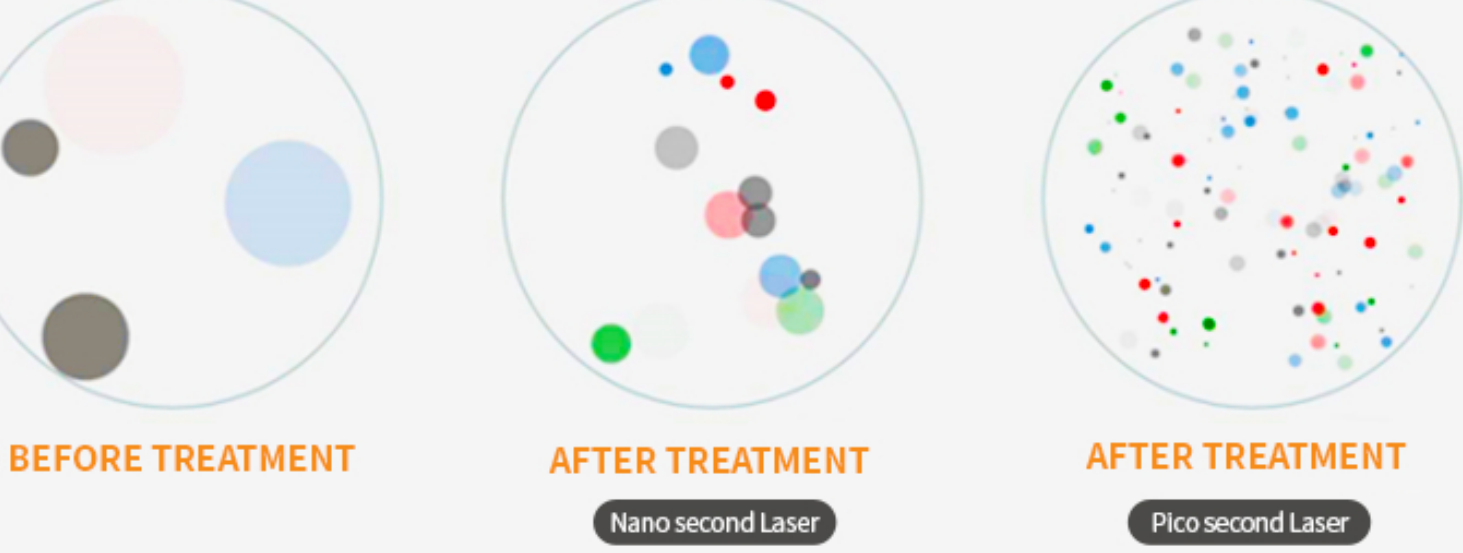 BEFORE TREATMENT
AFTER TREATMENT
Nano second Laser
AFTER TREATMENT
Pico second Laser